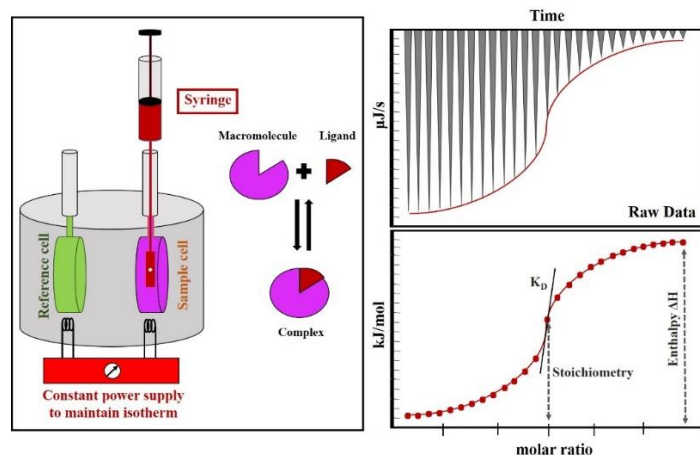 Syringe
Macromolecule
Ligand
Reference cell
Sample cell
Complex
Constant power supply
to maintain isotherm
Time
µJ/s
Raw Data
kJ/mol
K_D
Stoichiometry
Enthalpy ΔH
molar ratio